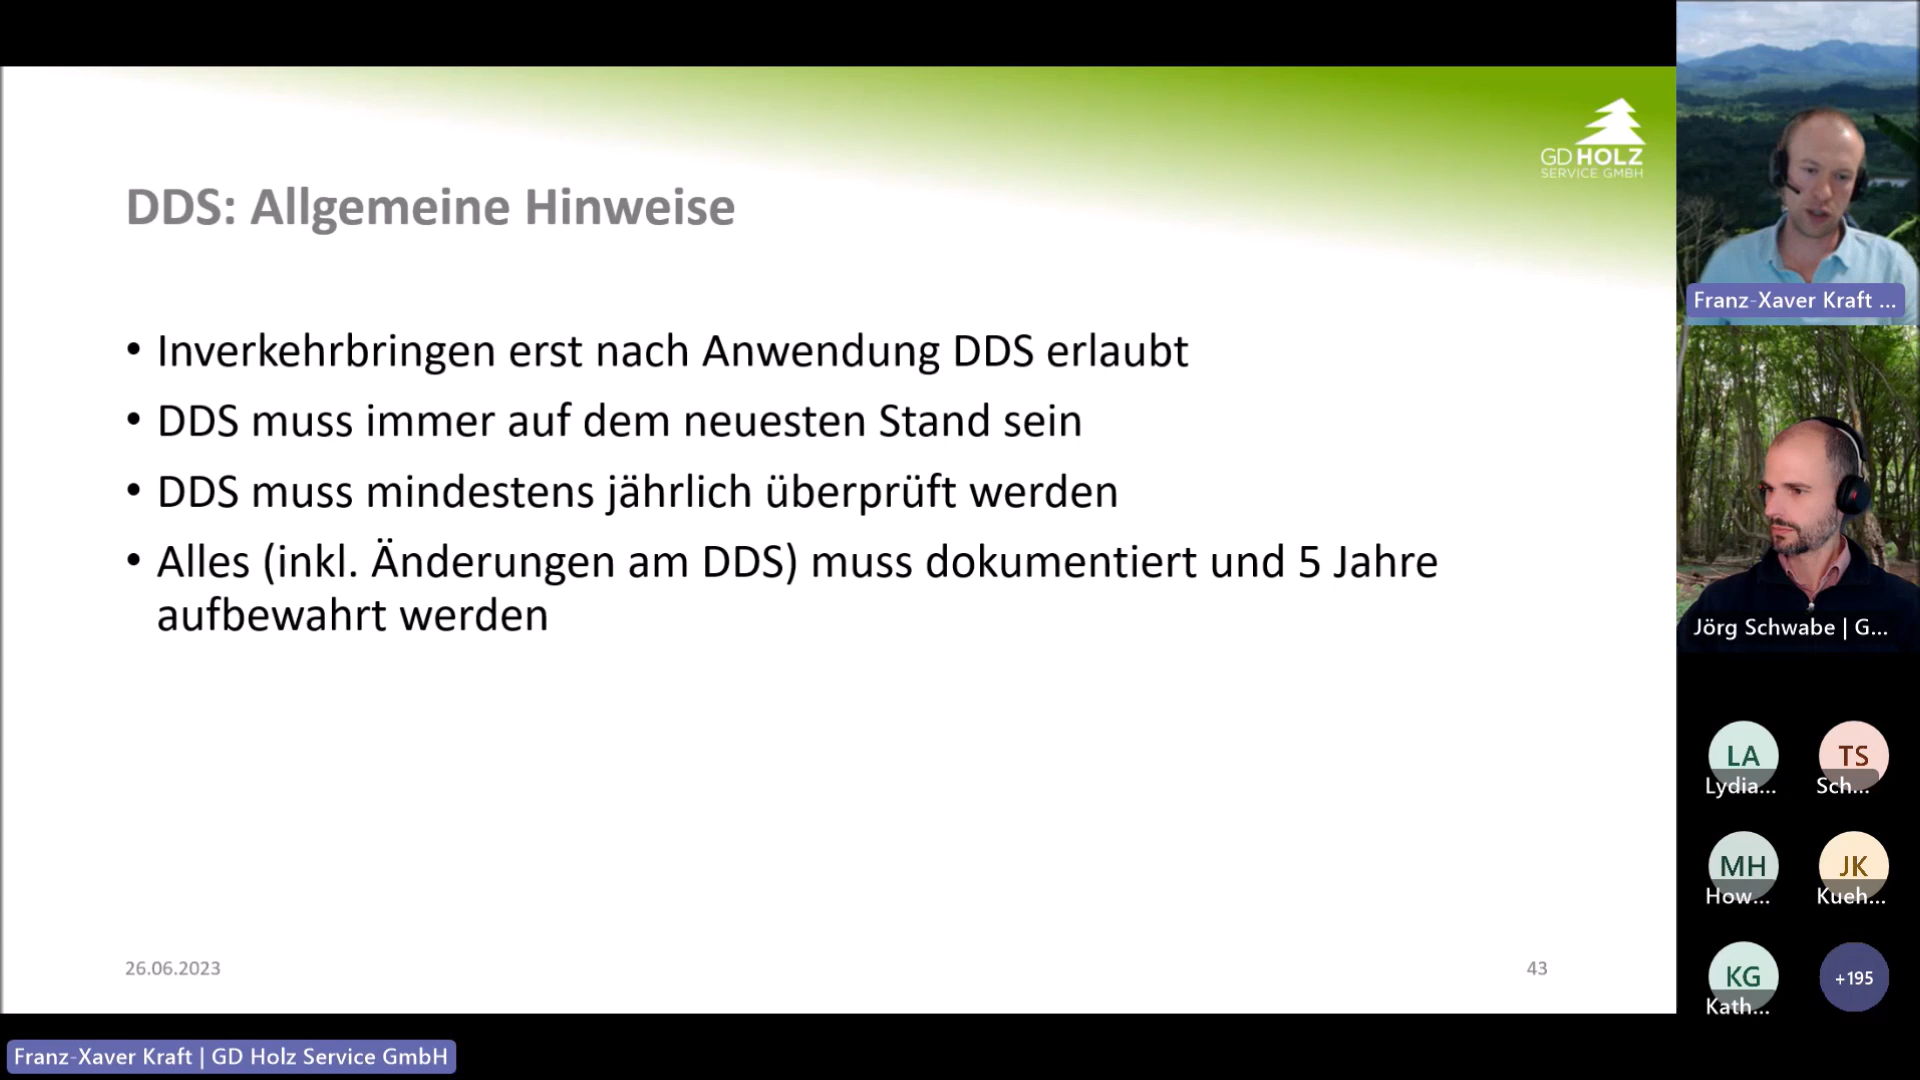 GD HOLZ
SERVICE GMBH
DDS: Allgemeine Hinweise
• Inverkehrbringen erst nach Anwendung DDS erlaubt
• DDS muss immer auf dem neuesten Stand sein
• DDS muss mindestens jährlich überprüft werden
• Alles (inkl. Änderungen am DDS) muss dokumentiert und 5 Jahre
aufbewahrt werden
26.06.2023
43
Franz-Xaver Kraft | GD Holz Service GmbH
Franz-Xaver Kraft ...
Jörg Schwabe | G...
LA
Lydia...
TS
Sch...
MH
How...
JK
Kueh...
KG
Kath...
+195